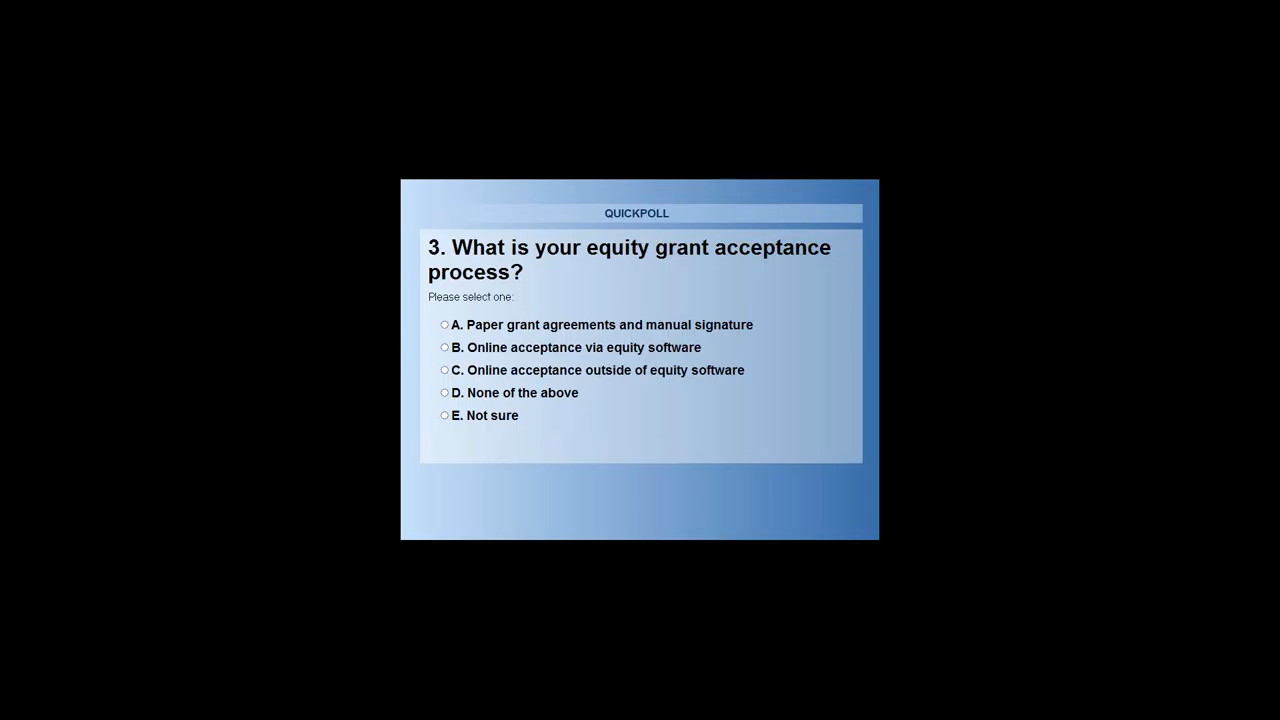 QUICKPOLL
3. What is your equity grant acceptance
process?
Please select one:
A. Paper grant agreements and manual signature
B. Online acceptance via equity software
C. Online acceptance outside of equity software
D. None of the above
E. Not sure